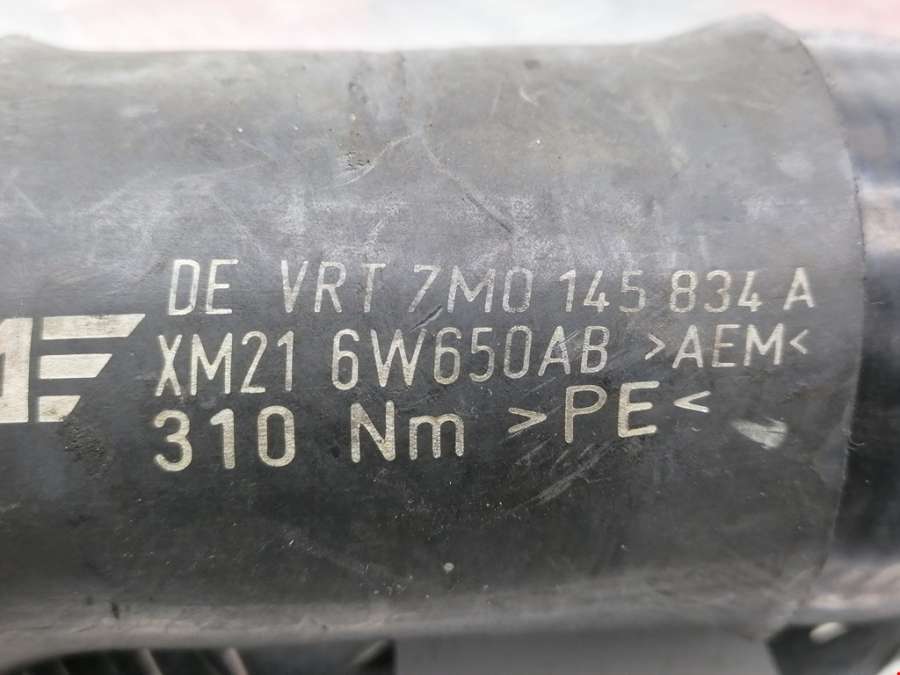 DE VRT 7M0 145 834 A
XM21 6W650AB >AEM<
310 Nm >PE<